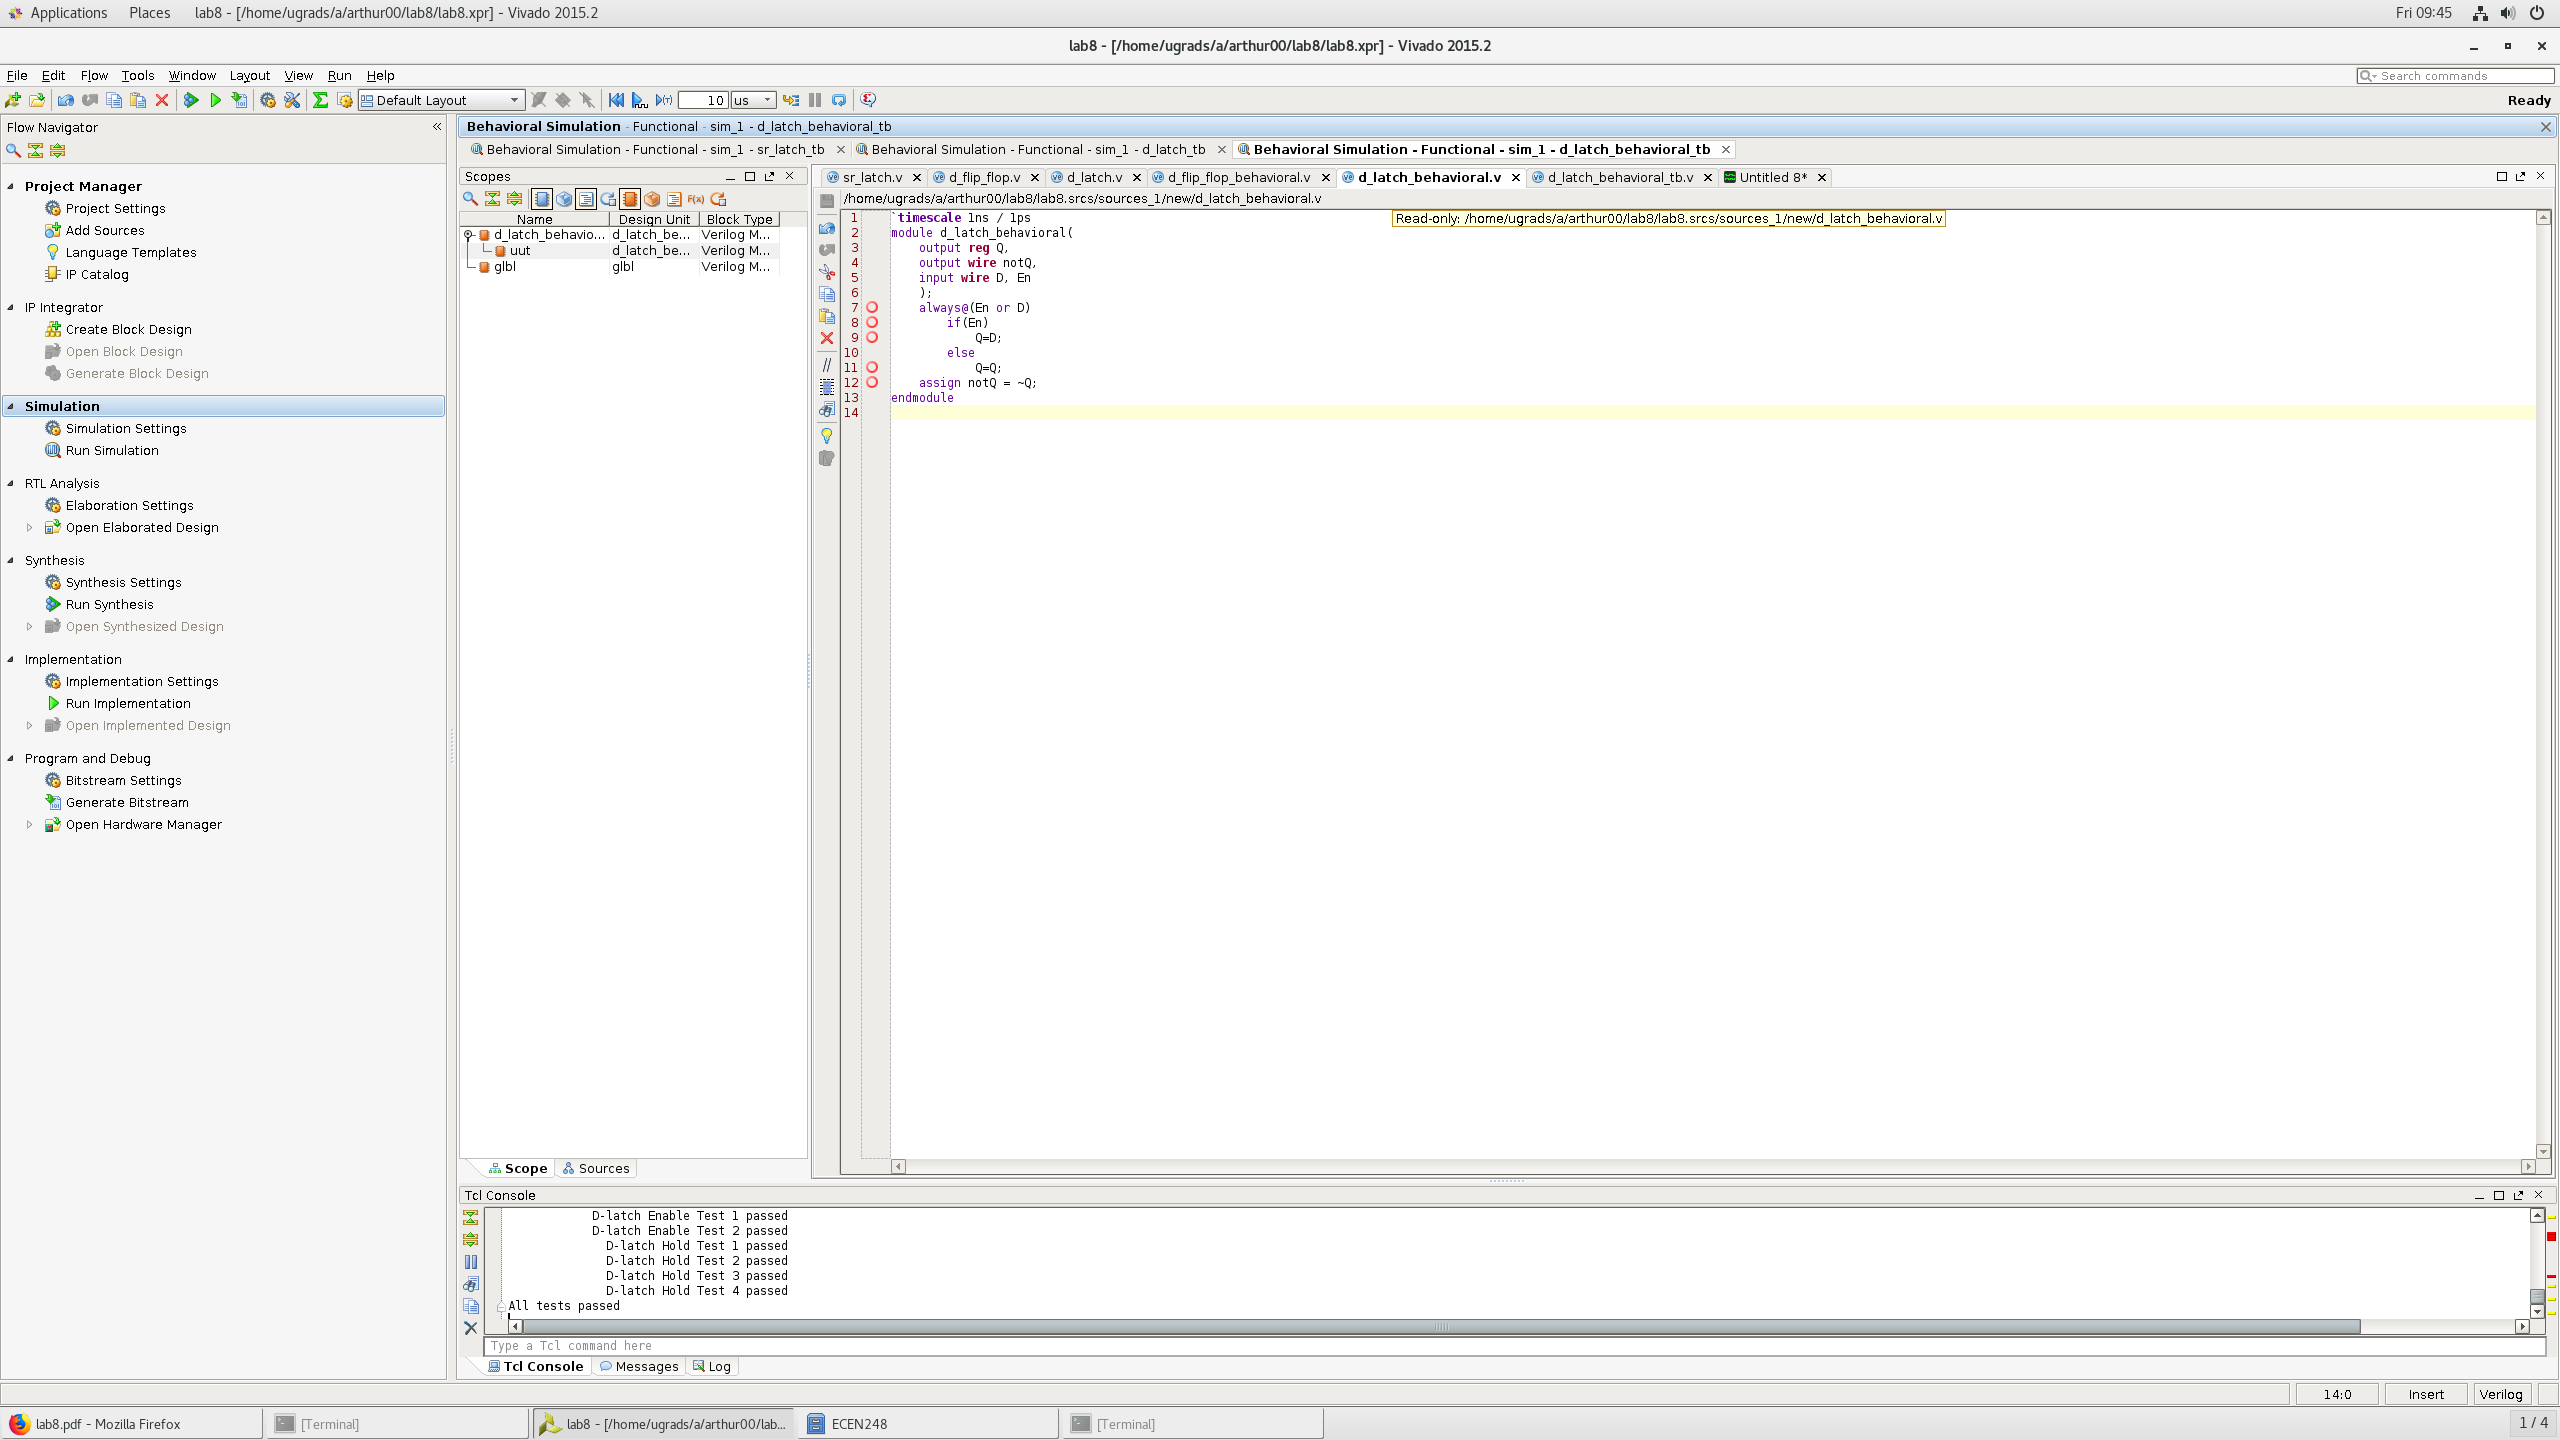 Applications Places lab8 - [/home/ugrads/a/arthur00/lab8/lab8.xpr] - Vivado 2015.2 Fri 09:45
lab8 - [/home/ugrads/a/arthur00/lab8/lab8.xpr] - Vivado 2015.2
File Edit Flow Tools Window Layout View Run Help Search commands
Default Layout 10 us Ready
Flow Navigator
Project Manager
Project Settings
Add Sources
Language Templates
IP Catalog
IP Integrator
Create Block Design
Open Block Design
Generate Block Design
Simulation
Simulation Settings
Run Simulation
RTL Analysis
Elaboration Settings
Open Elaborated Design
Synthesis
Synthesis Settings
Run Synthesis
Open Synthesized Design
Implementation
Implementation Settings
Run Implementation
Open Implemented Design
Program and Debug
Bitstream Settings
Generate Bitstream
Open Hardware Manager
Behavioral Simulation - Functional - sim_1 - d_latch_behavioral_tb
Behavioral Simulation - Functional - sim_1 - sr_latch_tb Behavioral Simulation - Functional - sim_1 - d_latch_tb Behavioral Simulation - Functional - sim_1 - d_latch_behavioral_tb
Scopes
Name Design Unit Block Type
d_latch_behavio... d_latch_be... Verilog M...
uut d_latch_be... Verilog M...
glbl glbl Verilog M...
Scope Sources
sr_latch.v d_flip_flop.v d_latch.v d_flip_flop_behavioral.v d_latch_behavioral.v d_latch_behavioral_tb.v Untitled 8*
/home/ugrads/a/arthur00/lab8/lab8.srcs/sources_1/new/d_latch_behavioral.v
Read-only: /home/ugrads/a/arthur00/lab8/lab8.srcs/sources_1/new/d_latch_behavioral.v
1 `timescale 1ns / 1ps
2 module d_latch_behavioral(
3 output reg Q,
4 output wire notQ,
5 input wire D, En
6 );
7 always@(En or D)
8 if(En)
9 Q=D;
10 else
11 Q=Q;
12 assign notQ = ~Q;
13 endmodule
14
Tcl Console
D-latch Enable Test 1 passed
D-latch Enable Test 2 passed
D-latch Hold Test 1 passed
D-latch Hold Test 2 passed
D-latch Hold Test 3 passed
D-latch Hold Test 4 passed
All tests passed
Type a Tcl command here
Tcl Console Messages Log
14:0 Insert Verilog
lab8.pdf - Mozilla Firefox [Terminal] lab8 - [/home/ugrads/a/arthur00/lab... ECEN248 [Terminal] 1 / 4